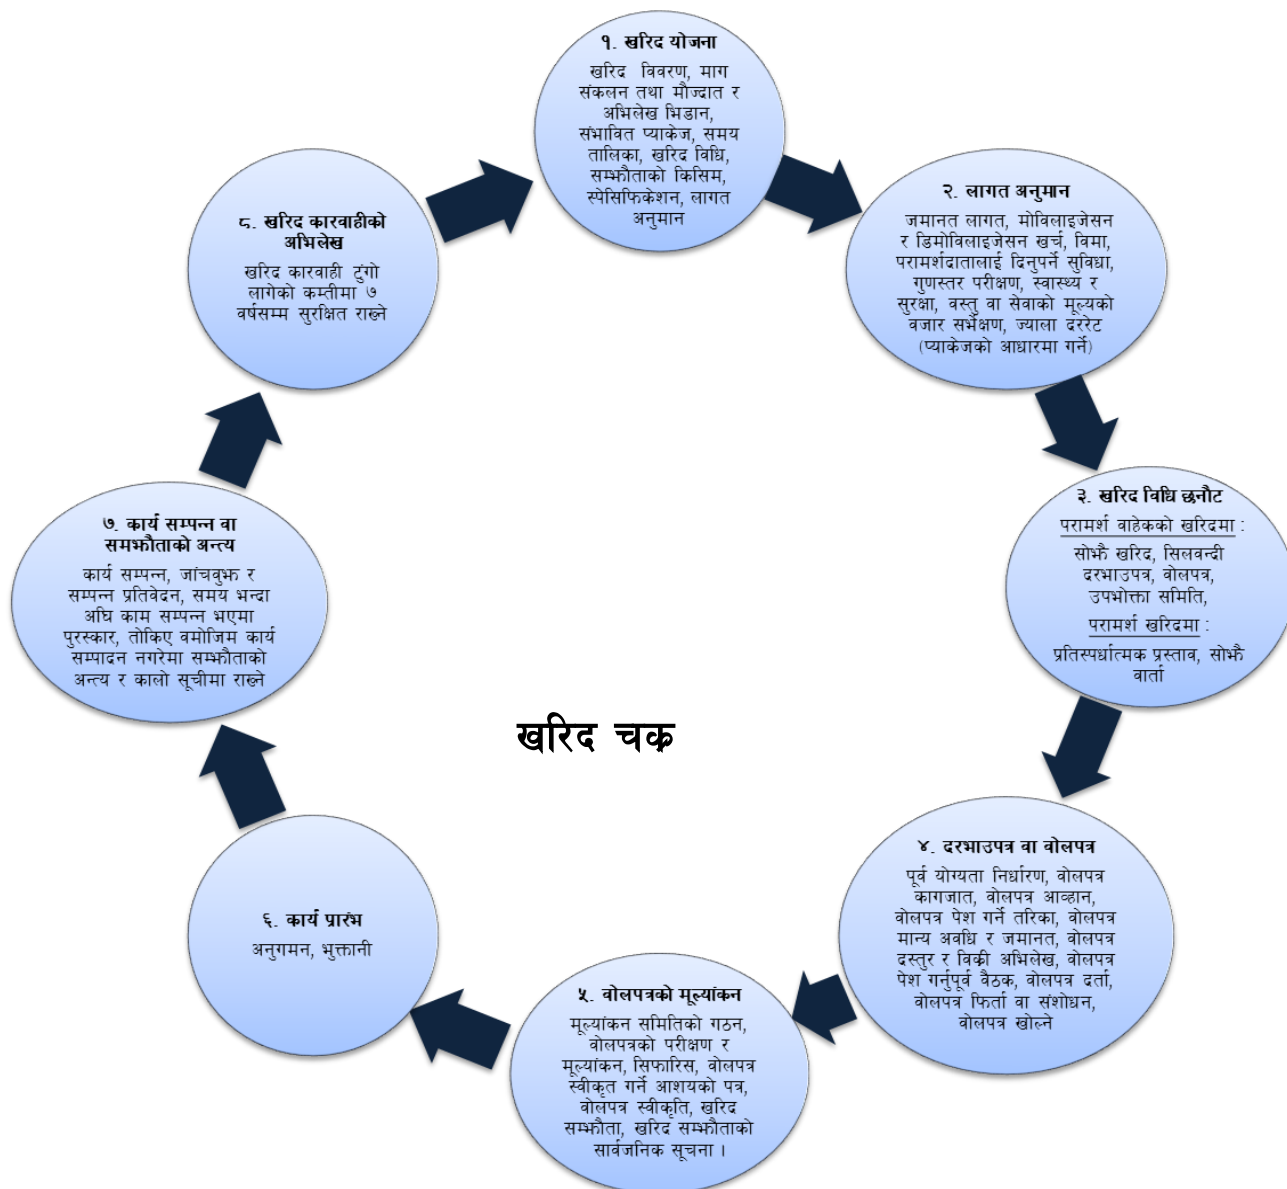 १. खरिद योजना
खरिद विवरण, माग
संकलन तथा मौज्दात र
अभिलेख भिडान,
संभावित प्याकेज, समय
तालिका, खरिद विधि,
सम्झौताको किसिम,
स्पेसिफिकेशन, लागत
अनुमान
२. लागत अनुमान
जमानत लागत, मोविलाइजेसन
र डिमोविलाइजेसन खर्च, विमा,
परामर्शदातालाई दिनुपर्ने सुविधा,
गुणस्तर परीक्षण, स्वास्थ्य र
सुरक्षा, वस्तु वा सेवाको मूल्यको
वजार सर्भेक्षण, ज्याला दररेट
(प्याकेजको आधारमा गर्ने)
३. खरिद विधि छनौट
परामर्श वाहेकको खरिदमा :
सोझै खरिद, सिलवन्दी
दरभाउपत्र, वोलपत्र,
उपभोक्ता समिति,
परामर्श खरिदमा :
प्रतिस्पर्धात्मक प्रस्ताव, सोझै
वार्ता
४. दरभाउपत्र वा वोलपत्र
पूर्व योग्यता निर्धारण, वोलपत्र
कागजात, वोलपत्र आव्हान,
वोलपत्र पेश गर्ने तरिका, वोलपत्र
मान्य अवधि र जमानत, वोलपत्र
दस्तुर र विक्री अभिलेख, वोलपत्र
पेश गर्नुपूर्व वैठक, वोलपत्र दर्ता,
वोलपत्र फिर्ता वा संशोधन,
वोलपत्र खोल्ने
५. वोलपत्रको मूल्यांकन
मूल्यांकन समितिको गठन,
वोलपत्रको परीक्षण र
मूल्यांकन, सिफारिस, वोलपत्र
स्वीकृत गर्ने आशयको पत्र,
वोलपत्र स्वीकृति, खरिद
सम्झौता, खरिद सम्झौताको
सार्वजनिक सूचना ।
६. कार्य प्रारंभ
अनुगमन, भुक्तानी
७. कार्य सम्पन्न वा
समझौताको अन्त्य
कार्य सम्पन्न, जांचवुझ र
सम्पन्न प्रतिवेदन, समय भन्दा
अघि काम सम्पन्न भएमा
पुरस्कार, तोकिए वमोजिम कार्य
सम्पादन नगरेमा सम्झौताको
अन्त्य र कालो सूचीमा राख्ने
८. खरिद कारवाहीको
अभिलेख
खरिद कारवाही टुंगो
लागेको कम्तीमा ७
वर्षसम्म सुरक्षित राख्ने
खरिद चक्र